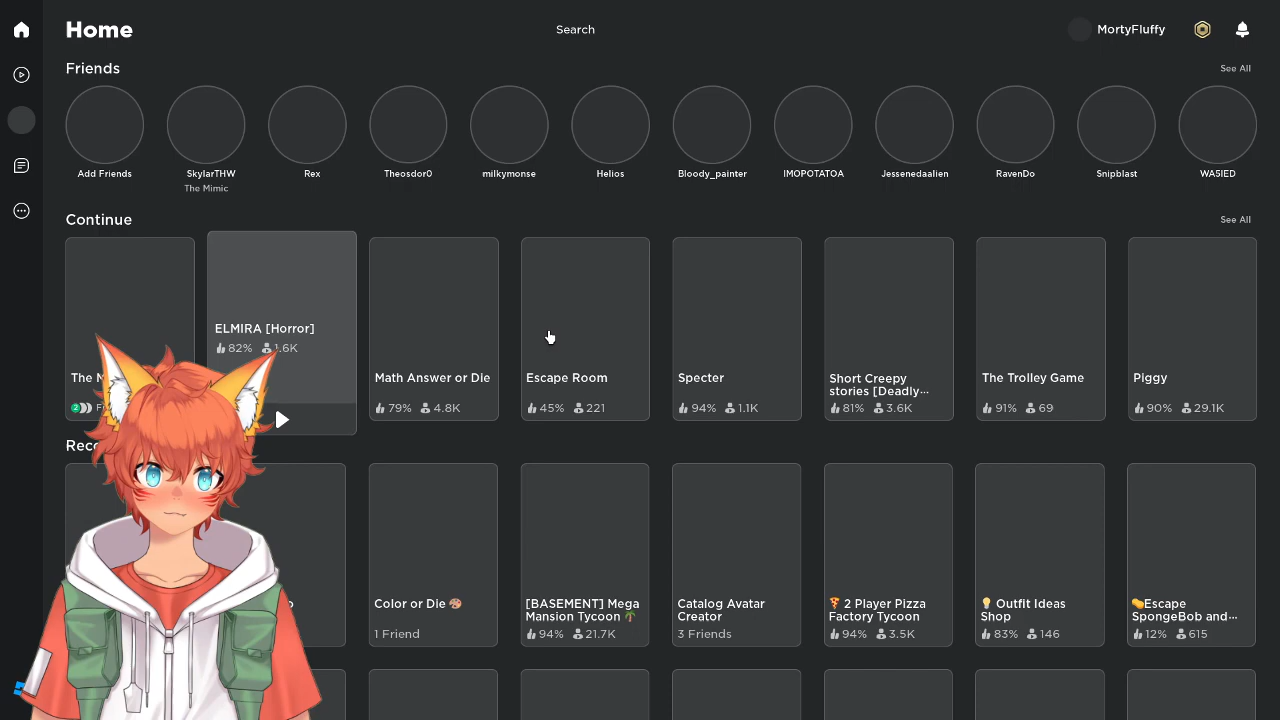 Home
Search
MortyFluffy
Friends
See All
Add Friends
SkylarTHW
Rex
Theosdor0
milkymonse
Helios
Bloody_painter
IMOPOTATOA
Jessenedaalien
RavenDo
Snipblast
WA5IED
The Mimic
Continue
See All
ELMIRA [Horror]
82% 1.6K
The M
2
Math Answer or Die
79% 4.8K
Escape Room
45% 221
Specter
94% 1.1K
Short Creepy
stories [Deadly...
81% 3.6K
The Trolley Game
91% 69
Piggy
90% 29.1K
Rec
Color or Die 🎨
1 Friend
[BASEMENT] Mega
Mansion Tycoon 🌴
94% 21.7K
Catalog Avatar
Creator
3 Friends
🍕 2 Player Pizza
Factory Tycoon
94% 3.5K
💡 Outfit Ideas
Shop
83% 146
🧽Escape
SpongeBob and...
12% 615